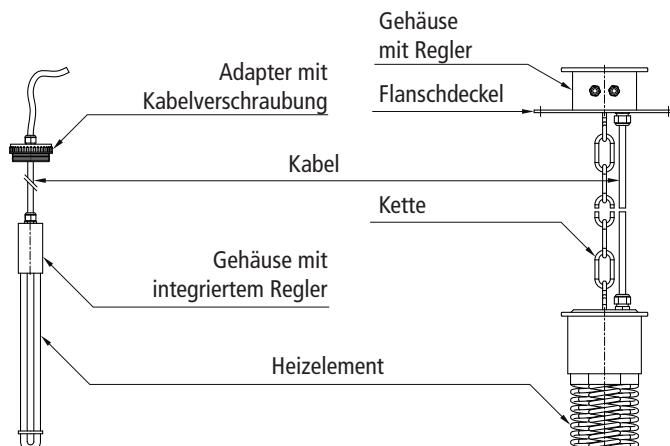 Gehäuse
mit Regler
Adapter mit
Kabelverschraubung
Flanschdeckel
Kabel
Kette
Gehäuse mit
integriertem Regler
Heizelement